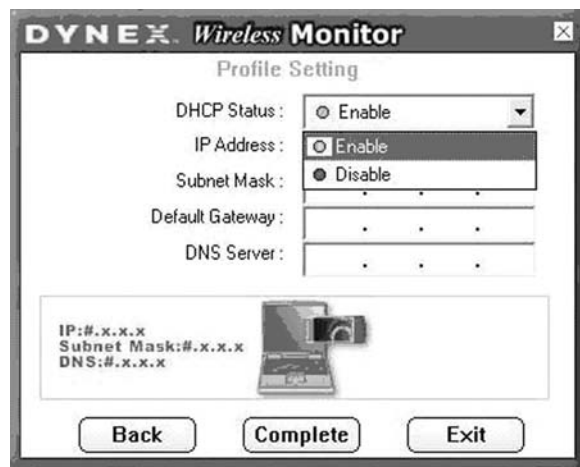 DYNEX Wireless Monitor
Profile Setting
DHCP Status : Enable
IP Address : Enable
Subnet Mask : Disable
Default Gateway : . . .
DNS Server : . . .
IP:#.x.x.x
Subnet Mask:#.x.x.x
DNS:#.x.x.x
Back Complete Exit